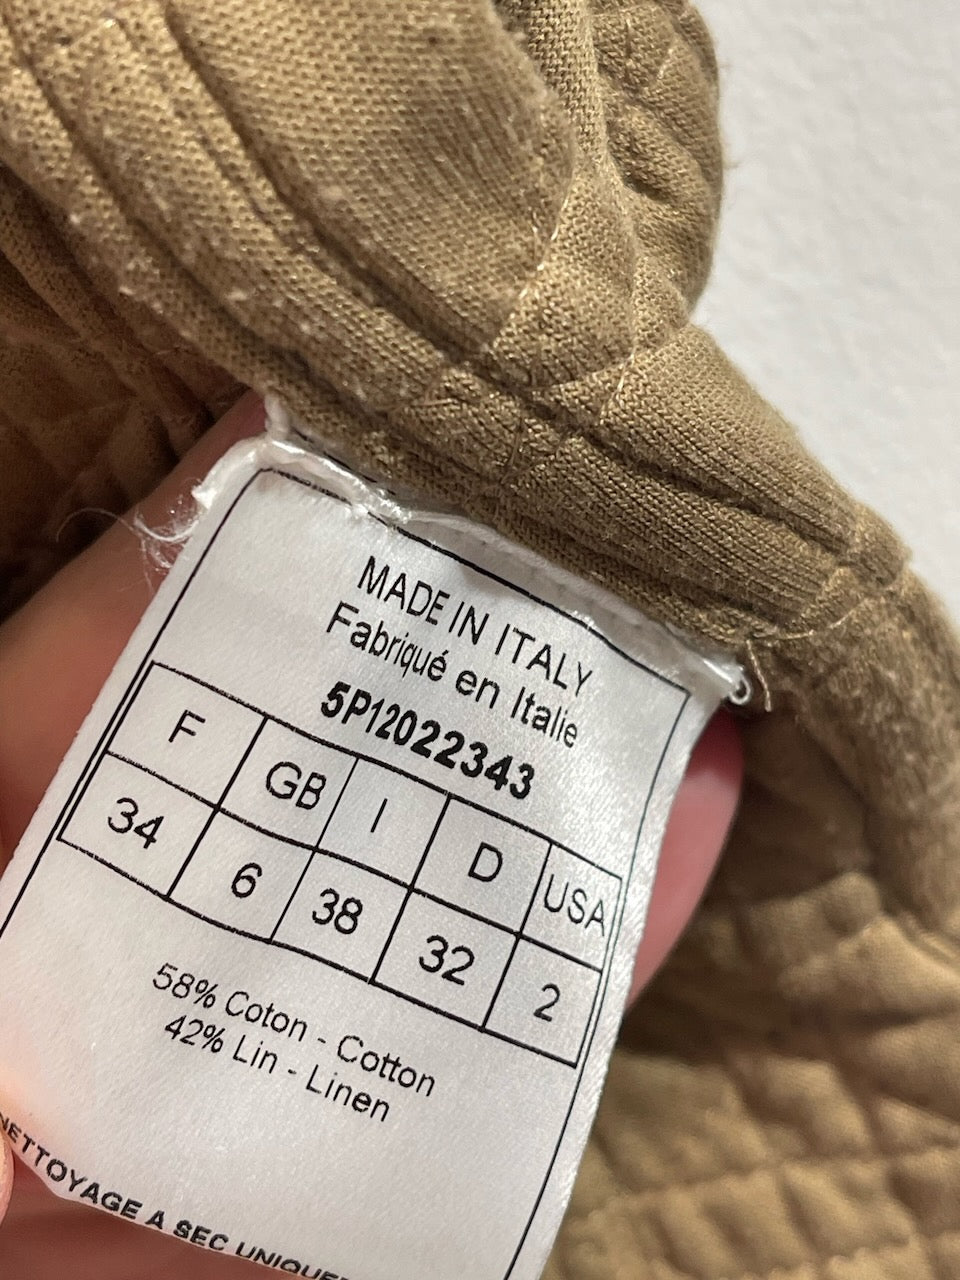 MADE IN ITALY
Fabriqué en Italie
5P12022343
F GB I D USA
34 6 38 32 2
58% Coton - Cotton
42% Lin - Linen
NETTOYAGE A SEC UNIQUE